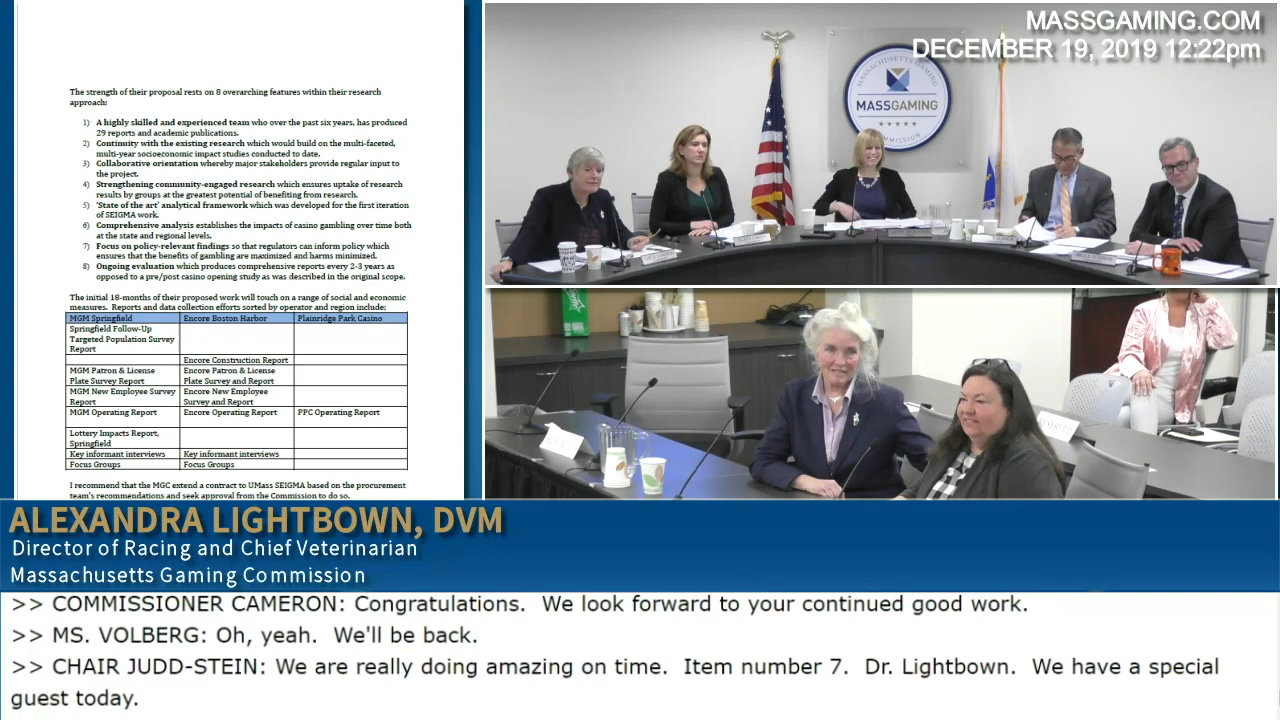 The strength of their proposal rests on 8 overarching features within their research
approach:
1) A highly skilled and experienced team who over the past six years, has produced
29 reports and academic publications.
2) Continuity with the existing research which would build on the multi-faceted,
multi-year socioeconomic impact studies conducted to date.
3) Collaborative orientation whereby major stakeholders provide regular input to
the project.
4) Strengthening community-engaged research which ensures uptake of research
results by groups at the greatest potential of benefiting from research.
5) 'State of the art' analytical framework which was developed for the first iteration
of SEIGMA work.
6) Comprehensive analysis establishes the impacts of casino gambling over time both
at the state and regional levels.
7) Focus on policy-relevant findings so that regulators can inform policy which
ensures that the benefits of gambling are maximized and harms minimized.
8) Ongoing evaluation which produces comprehensive reports every 2-3 years as
opposed to a pre/post casino opening study as was described in the original scope.
The initial 18-months of their proposed work will touch on a range of social and economic
measures. Reports and data collection efforts sorted by operator and region include;
MGM Springfield Encore Boston Harbor Plainridge Park Casino
Springfield Follow-Up
Targeted Population Survey
Report
Encore Construction Report
MGM Patron & License Encore Patron & License
Plate Survey Report Plate Survey and Report
MGM New Employee Survey Encore New Employee
Report Survey and Report
MGM Operating Report Encore Operating Report PPC Operating Report
Lottery Impacts Report,
Springfield
Key informant interviews Key informant interviews
Focus Groups Focus Groups
I recommend that the MGC extend a contract to UMass SEIGMA based on the procurement
team's recommendations and seek approval from the Commission to do so.
MASSGAMING.COM
DECEMBER 19, 2019 12:22pm
MASSACHUSETTS GAMING
MASSGAMING
COMMISSION
ALEXANDRA LIGHTBOWN, DVM
Director of Racing and Chief Veterinarian
Massachusetts Gaming Commission
>> COMMISSIONER CAMERON: Congratulations. We look forward to your continued good work.
>> MS. VOLBERG: Oh, yeah. We'll be back.
>> CHAIR JUDD-STEIN: We are really doing amazing on time. Item number 7. Dr. Lightbown. We have a special
guest today.